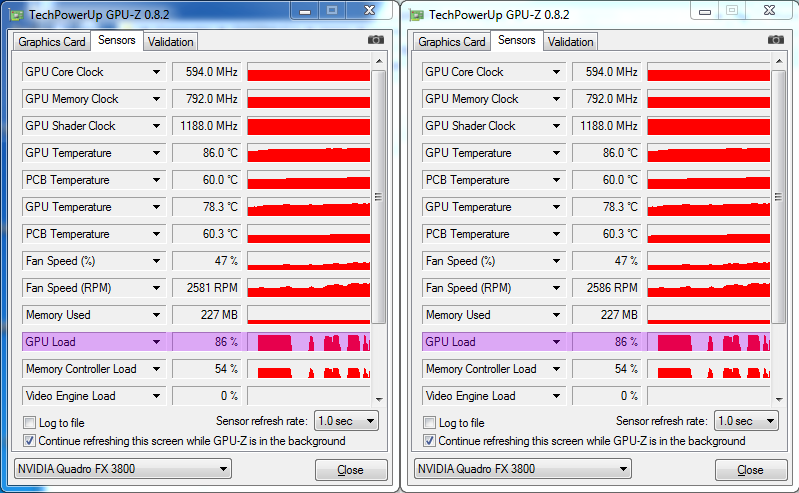 TechPowerUp GPU-Z 0.8.2
Graphics Card Sensors Validation
GPU Core Clock 594.0 MHz
GPU Memory Clock 792.0 MHz
GPU Shader Clock 1188.0 MHz
GPU Temperature 86.0 °C
PCB Temperature 60.0 °C
GPU Temperature 78.3 °C
PCB Temperature 60.3 °C
Fan Speed (%) 47 %
Fan Speed (RPM) 2581 RPM
Memory Used 227 MB
GPU Load 86 %
Memory Controller Load 54 %
Video Engine Load 0 %
Log to file Sensor refresh rate: 1.0 sec
Continue refreshing this screen while GPU-Z is in the background
NVIDIA Quadro FX 3800 Close
TechPowerUp GPU-Z 0.8.2
Graphics Card Sensors Validation
GPU Core Clock 594.0 MHz
GPU Memory Clock 792.0 MHz
GPU Shader Clock 1188.0 MHz
GPU Temperature 86.0 °C
PCB Temperature 60.0 °C
GPU Temperature 78.3 °C
PCB Temperature 60.3 °C
Fan Speed (%) 47 %
Fan Speed (RPM) 2586 RPM
Memory Used 227 MB
GPU Load 86 %
Memory Controller Load 54 %
Video Engine Load 0 %
Log to file Sensor refresh rate: 1.0 sec
Continue refreshing this screen while GPU-Z is in the background
NVIDIA Quadro FX 3800 Close